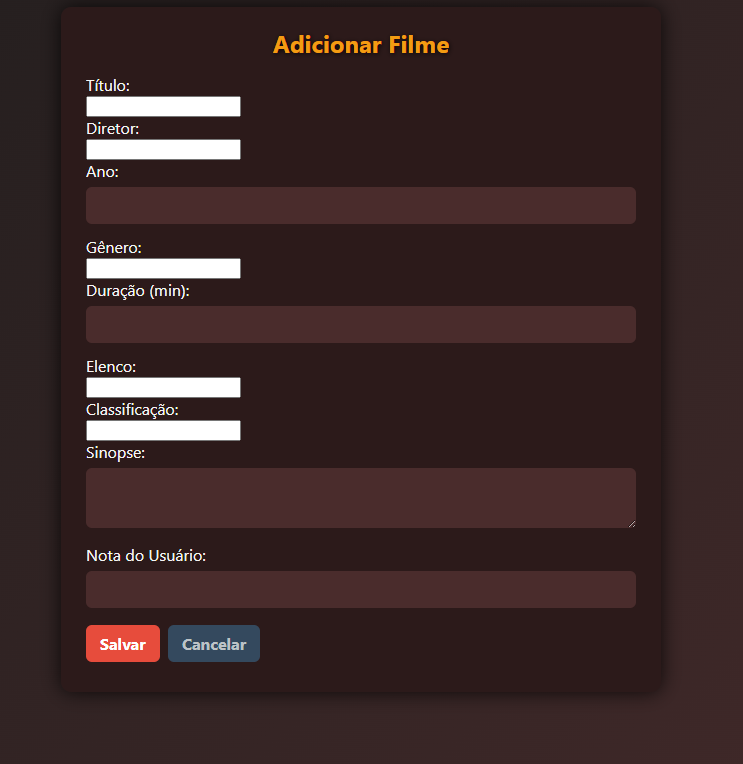 Adicionar Filme
Título:
Diretor:
Ano:
Gênero:
Duração (min):
Elenco:
Classificação:
Sinopse:
Nota do Usuário:
Salvar Cancelar